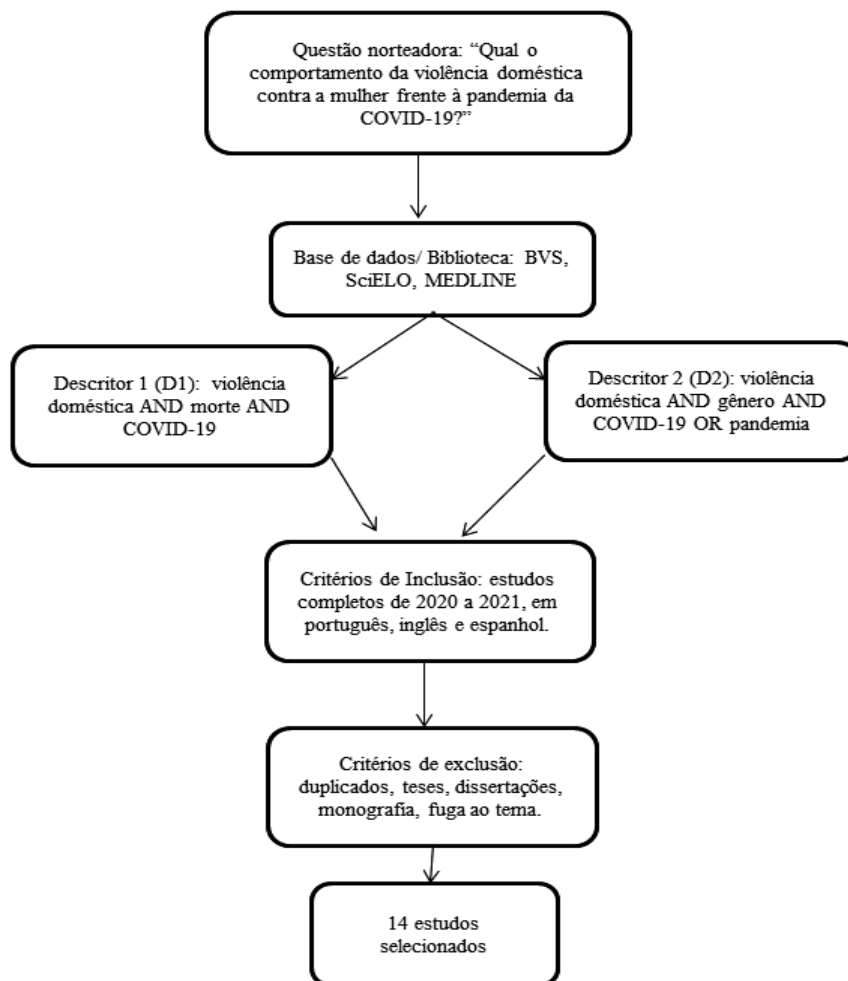 Questão norteadora: “Qual o
comportamento da violência doméstica
contra a mulher frente à pandemia da
COVID-19?”
Base de dados/ Biblioteca: BVS,
SciELO, MEDLINE
Descritor 1 (D1): violência
doméstica AND morte AND
COVID-19
Descritor 2 (D2): violência
doméstica AND gênero AND
COVID-19 OR pandemia
Critérios de Inclusão: estudos
completos de 2020 a 2021, em
português, inglês e espanhol.
Critérios de exclusão:
duplicados, teses, dissertações,
monografia, fuga ao tema.
14 estudos
selecionados